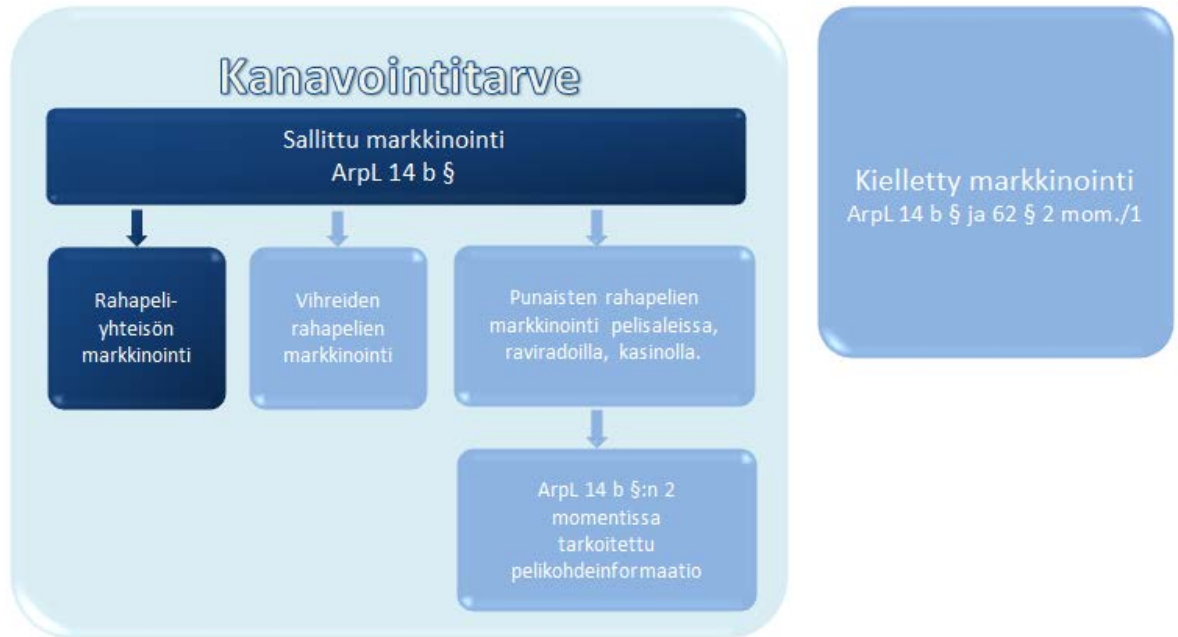 Kanavointitarve
Sallittu markkinointi
ArpL 14 b §
Rahapeli-
yhteisön
markkinointi
Vihreiden
rahapelien
markkinointi
Punaisten rahapelien
markkinointi pelisaleissa,
raviradoilla, kasinolla.
ArpL 14 b §:n 2
momentissa
tarkoitettu
pelikohdeinformaatio
Kielletty markkinointi
ArpL 14 b § ja 62 § 2 mom./1